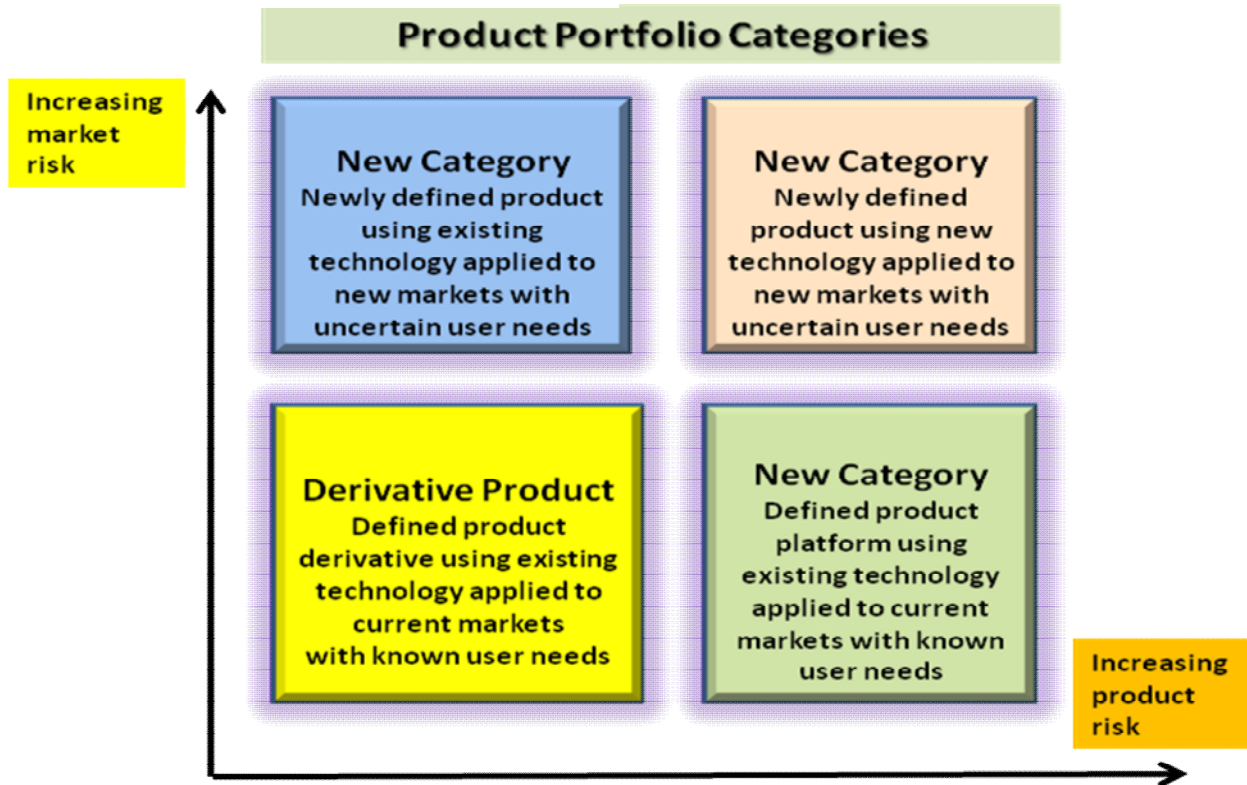 Product Portfolio Categories
Increasing
market
risk
New Category
Newly defined product
using existing
technology applied to
new markets with
uncertain user needs
New Category
Newly defined
product using new
technology applied to
new markets with
uncertain user needs
Derivative Product
Defined product
derivative using existing
technology applied to
current markets
with known user needs
New Category
Defined product
platform using
existing technology
applied to current
markets with known
user needs
Increasing
product
risk